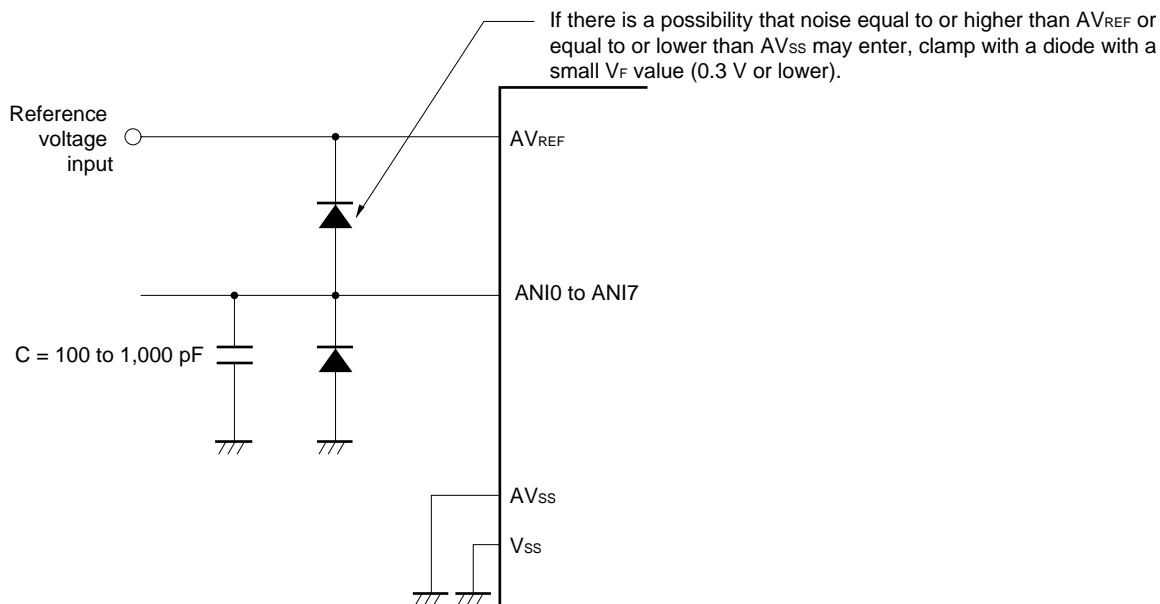 If there is a possibility that noise equal to or higher than AVREF or
equal to or lower than AVSS may enter, clamp with a diode with a
small VF value (0.3 V or lower).
Reference
voltage
input
AVREF
ANI0 to ANI7
C = 100 to 1,000 pF
AVSS
VSS